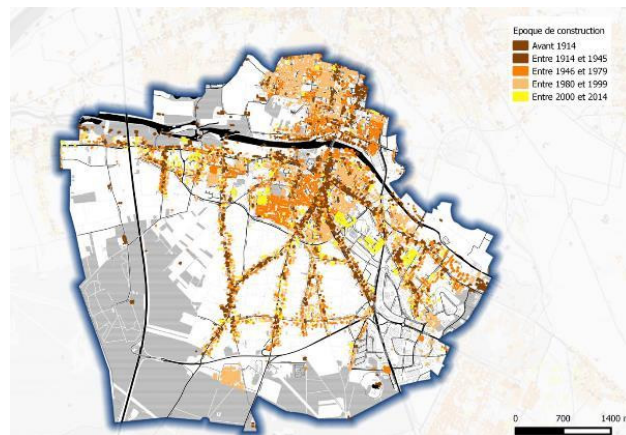 Epoque de construction
Avant 1914
Entre 1914 et 1945
Entre 1946 et 1979
Entre 1980 et 1999
Entre 2000 et 2014
0 700 1400 m